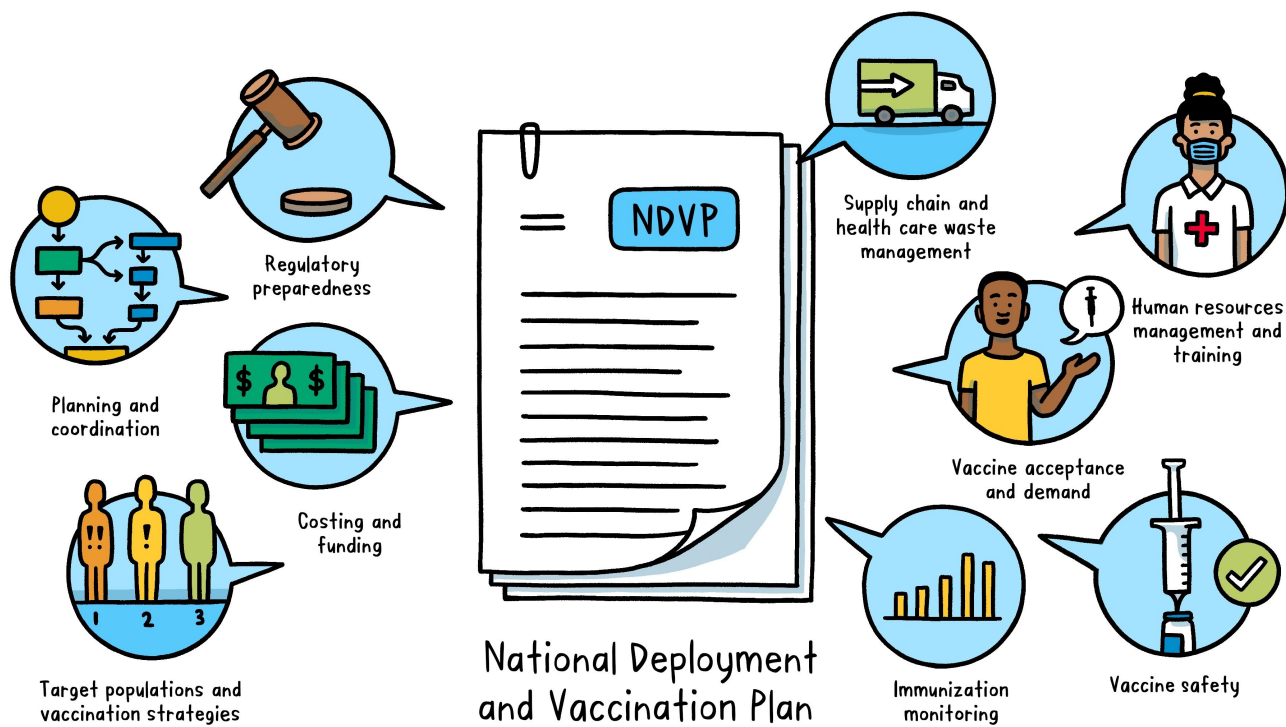 Regulatory
preparedness
Planning and
coordination
$ $
Costing and
funding
!! !
1 2 3
Target populations and
vaccination strategies
NDVP
National Deployment
and Vaccination Plan
Supply chain and
health care waste
management
Human resources
management and
training
Vaccine acceptance
and demand
Immunization
monitoring
Vaccine safety